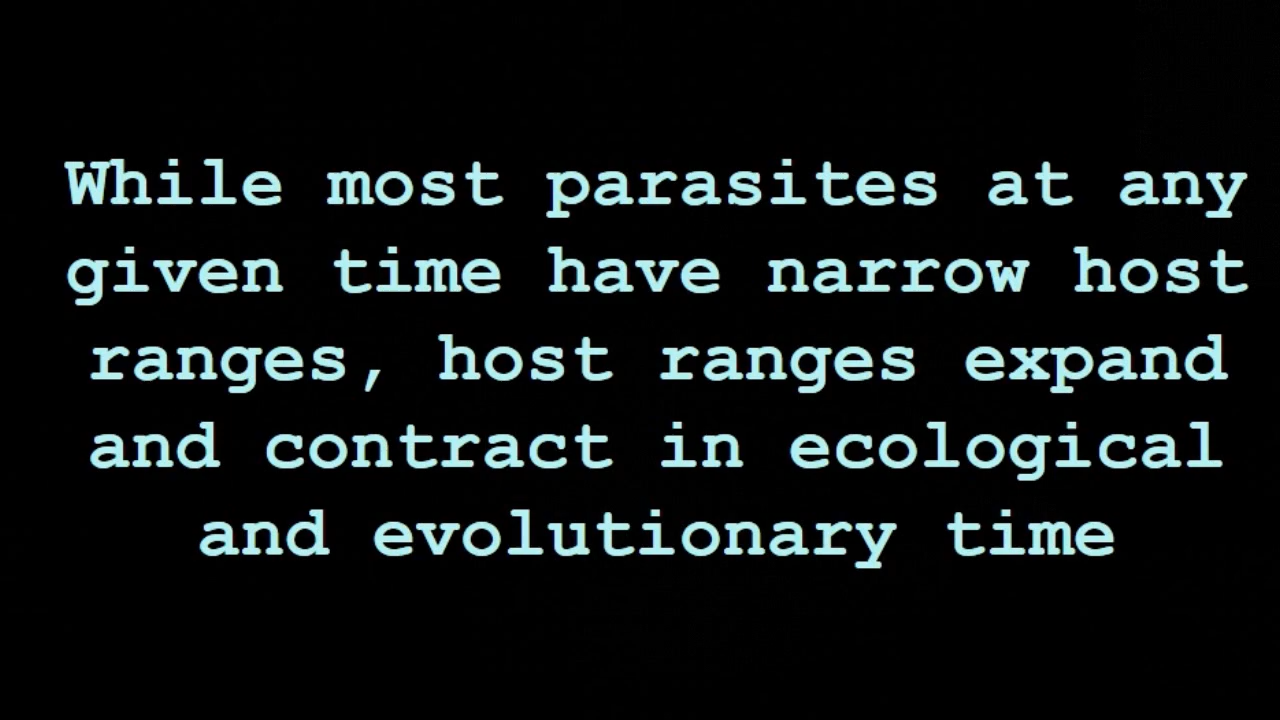 While most parasites at any
given time have narrow host
ranges, host ranges expand
and contract in ecological
and evolutionary time